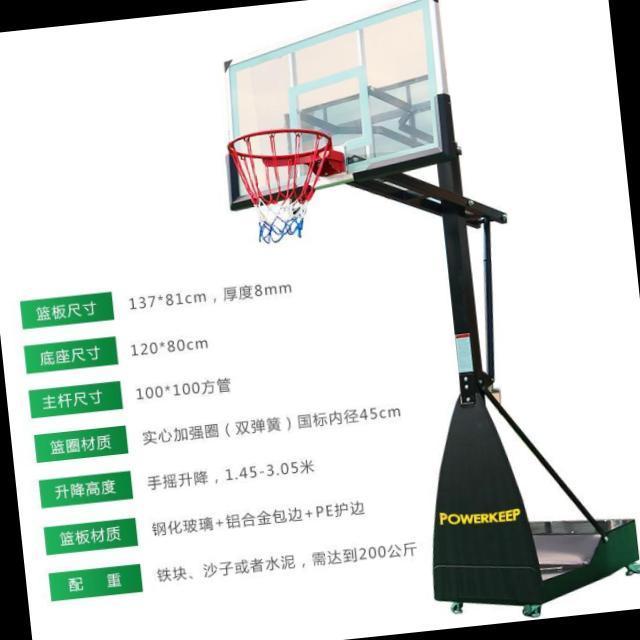 篮板尺寸 137*81cm，厚度8mm
底座尺寸 120*80cm
主杆尺寸 100*100方管
篮圈材质 实心加强圈（双弹簧）国标内径45cm
升降高度 手摇升降，1.45-3.05米
篮板材质 钢化玻璃+铝合金包边+PE护边
配 重 铁块、沙子或者水泥，需达到200公斤
POWERKEEP